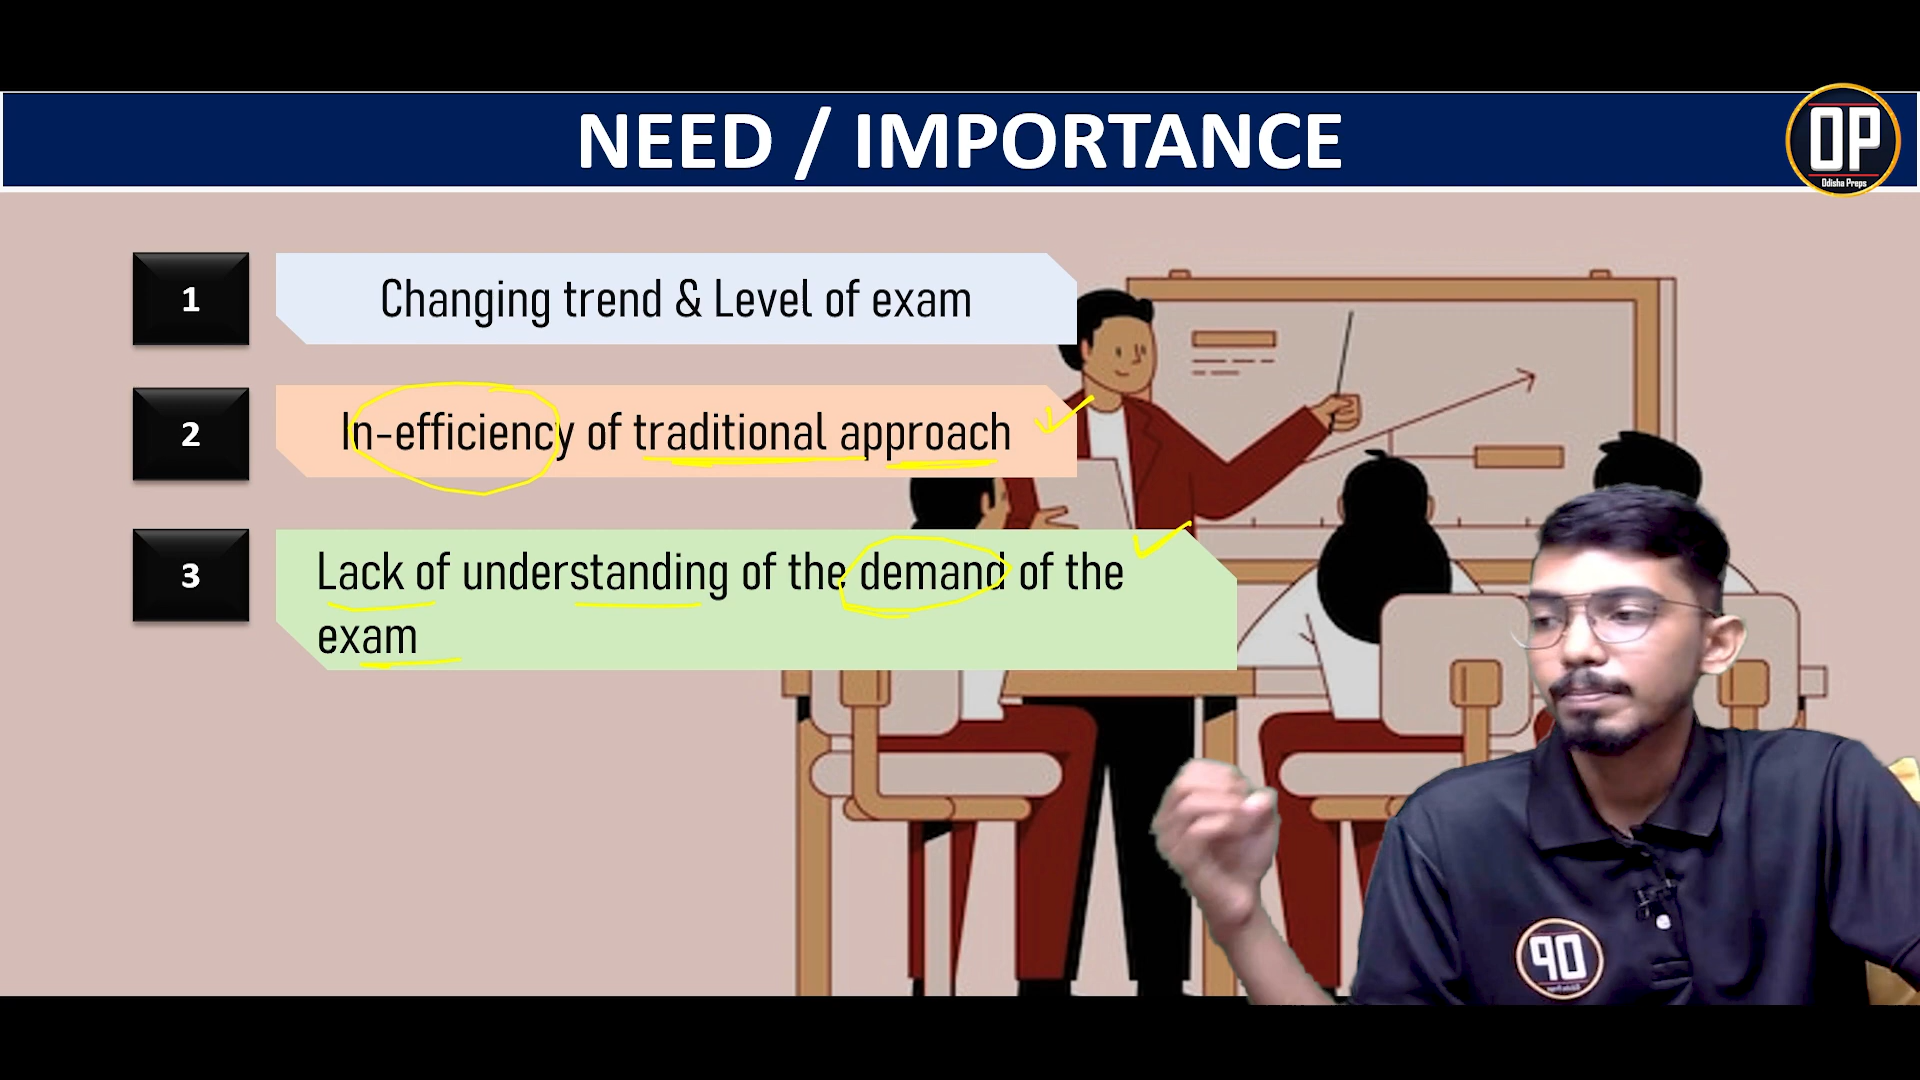 NEED / IMPORTANCE
OP
Odisha Preps
1
Changing trend & Level of exam
2
In-efficiency of traditional approach
3
Lack of understanding of the demand of the
exam
OP